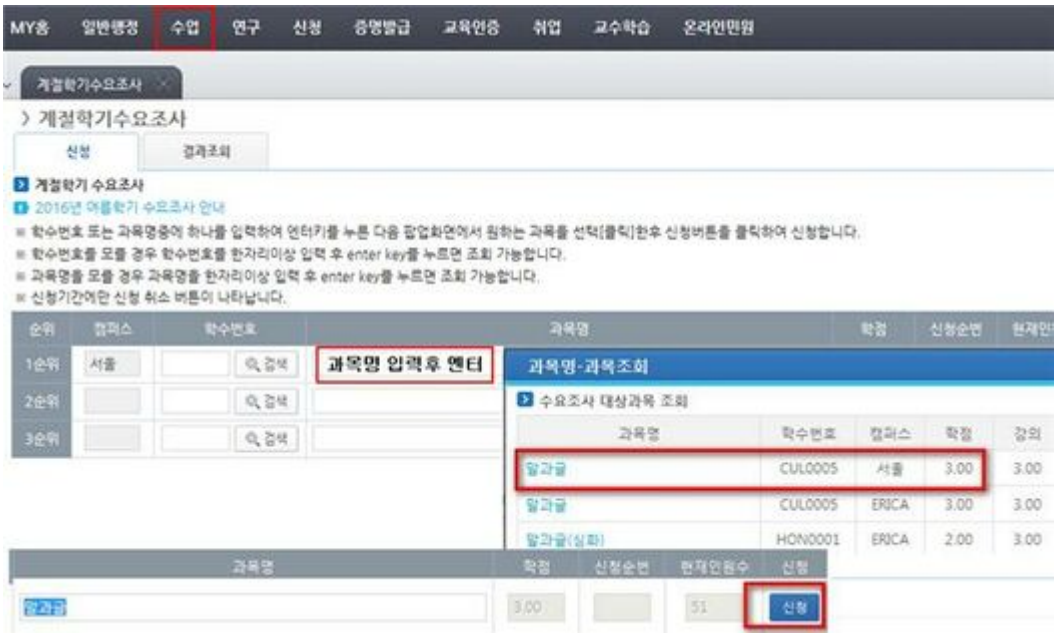 MY홈 일반행정 수업 연구 신청 증명발급 교육인증 취업 교수학습 온라인민원
계절학기수요조사
> 계절학기수요조사
신청 결과조회
계절학기 수요조사
2016년 여름학기 수요조사 안내
※ 학수번호 또는 과목명중에 하나를 입력하여 엔터키를 누른 다음 팝업화면에서 원하는 과목을 선택[클릭]한후 신청버튼을 클릭하여 신청합니다.
※ 학수번호를 모를 경우 학수번호를 한자리이상 입력 후 enter key를 누르면 조회 가능합니다.
※ 과목명을 모를 경우 과목명을 한자리이상 입력 후 enter key를 누르면 조회 가능합니다.
※ 신청기간에만 신청 취소 버튼이 나타납니다.
순위 캠퍼스 학수번호 과목명 학점 신청순번 현재인
1순위 서울 검색 과목명 입력후 엔터
2순위 검색
3순위 검색
과목명-과목조회
수요조사 대상과목 조회
과목명 학수번호 캠퍼스 학점 강의
말과글 CUL0005 서울 3.00 3.00
말과글 CUL0005 ERICA 3.00 3.00
말과글(심화) HON0001 ERICA 2.00 3.00
과목명 학점 신청순번 현재인원수 신청
말과글 3.00 51 신청